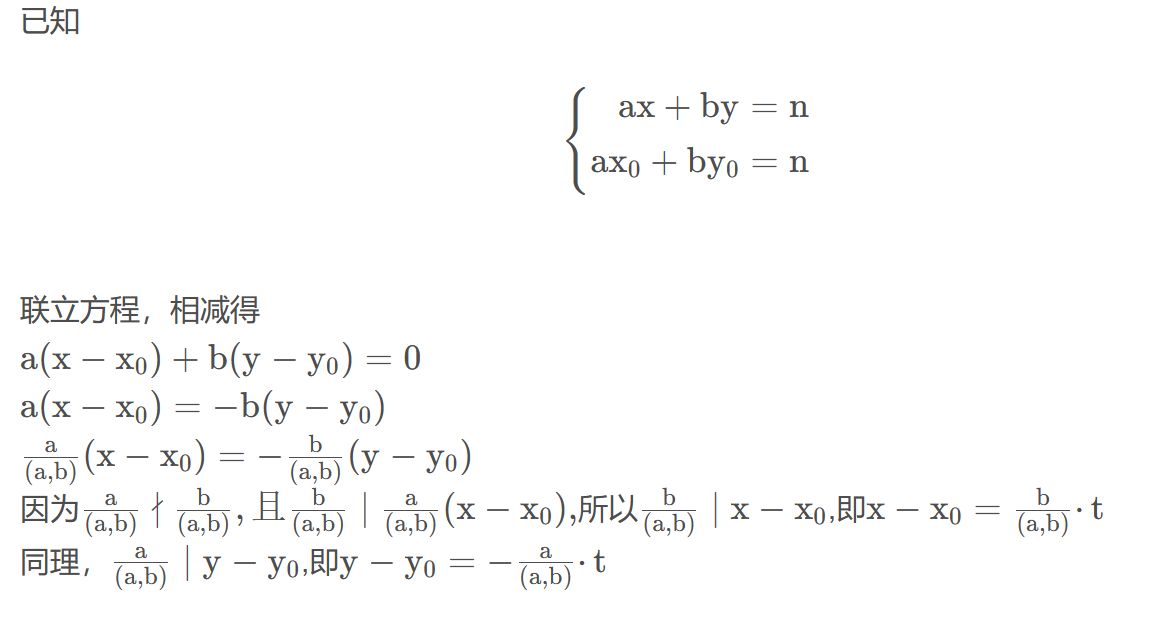 已知
ax + by = n
ax₀ + by₀ = n
联立方程，相减得
a(x − x₀) + b(y − y₀) = 0
a(x − x₀) = −b(y − y₀)
a/(a,b) (x − x₀) = − b/(a,b) (y − y₀)
因为 a/(a,b) ∤ b/(a,b), 且 b/(a,b) ∣ a/(a,b) (x − x₀),所以 b/(a,b) ∣ x − x₀,即x − x₀ = b/(a,b) · t
同理，a/(a,b) ∣ y − y₀,即y − y₀ = − a/(a,b) · t